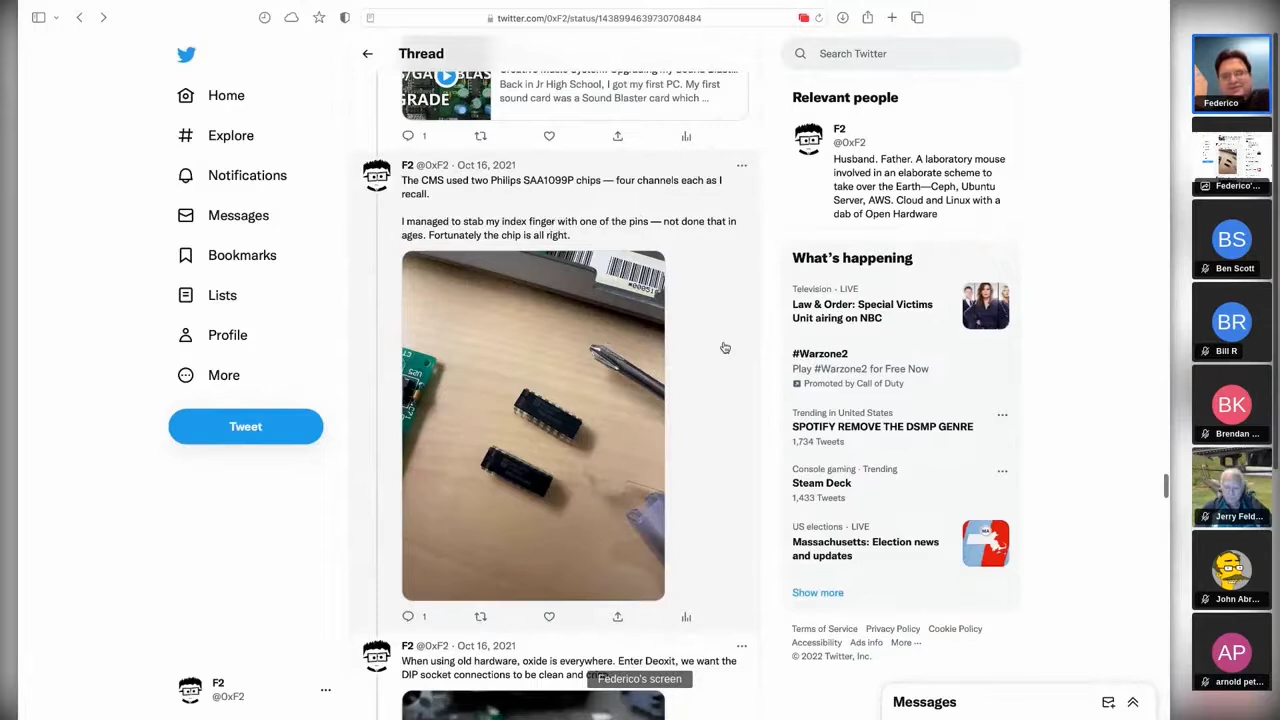 twitter.com/0xF2/status/1438994639730708484
Home
Explore
Notifications
Messages
Bookmarks
Lists
Profile
More
Tweet
F2
@0xF2
Thread
GRADE
Back in Jr High School, I got my first PC. My first
sound card was a Sound Blaster card which ...
1
F2 @0xF2 · Oct 16, 2021
The CMS used two Philips SAA1099P chips — four channels each as I
recall.
I managed to stab my index finger with one of the pins — not done that in
ages. Fortunately the chip is all right.
1
F2 @0xF2 · Oct 16, 2021
When using old hardware, oxide is everywhere. Enter Deoxit, we want the
DIP socket connections to be clean and
Federico's screen
Search Twitter
Relevant people
F2
@0xF2
Husband. Father. A laboratory mouse
involved in an elaborate scheme to
take over the Earth—Ceph, Ubuntu
Server, AWS. Cloud and Linux with a
dab of Open Hardware
What's happening
Television · LIVE
Law & Order: Special Victims
Unit airing on NBC
#Warzone2
Play #Warzone2 for Free Now
Promoted by Call of Duty
Trending in United States
SPOTIFY REMOVE THE DSMP GENRE
1,734 Tweets
Console gaming · Trending
Steam Deck
1,433 Tweets
US elections · LIVE
Massachusetts: Election news
and updates
Show more
Terms of Service Privacy Policy Cookie Policy
Accessibility Ads info More ···
© 2022 Twitter, Inc.
Messages
Federico
Federico'...
BS
Ben Scott
BR
Bill R
BK
Brendan ...
Jerry Feld...
John Abr...
AP
arnold pet...